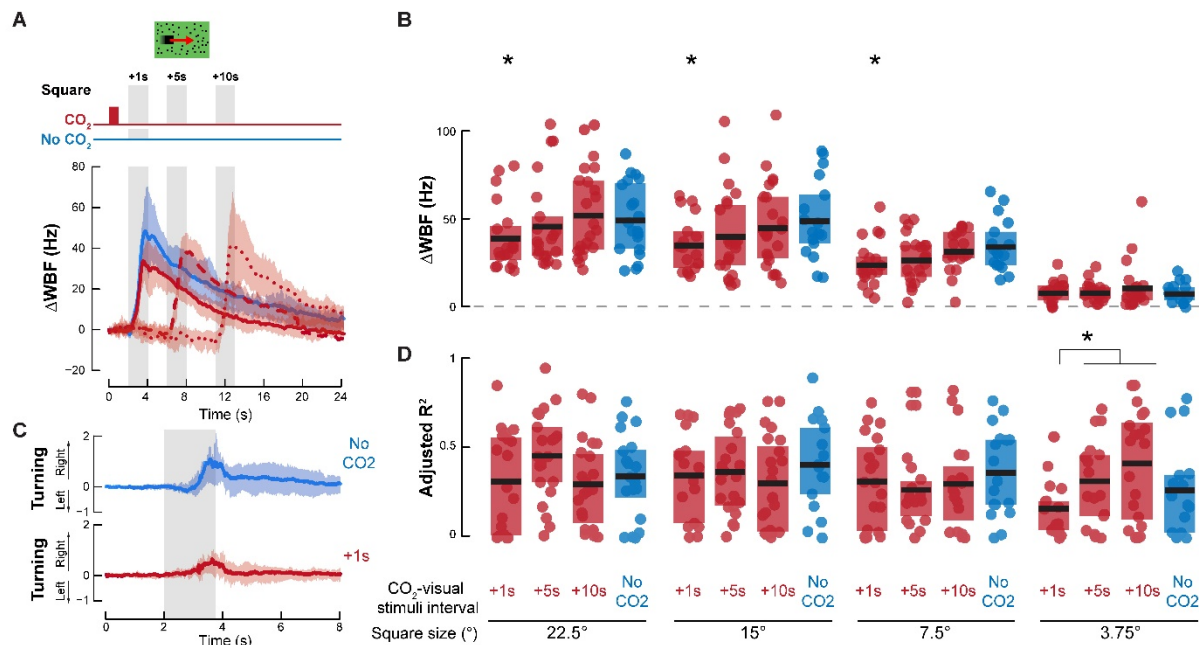 A
+1s +5s +10s
Square
CO₂
No CO₂
ΔWBF (Hz)
60
40
20
0
−20
0 4 8 12 16 20 24
Time (s)
B
* * *
ΔWBF (Hz)
100
50
0
C
Turning
Left Right
2
0
−1
No
CO2
Turning
Left Right
2
0
−1
+1s
0 2 4 6 8
Time (s)
D
*
Adjusted R²
1
0.5
0
CO₂-visual
stimuli interval
+1s +5s +10s No CO2 +1s +5s +10s No CO2 +1s +5s +10s No CO2 +1s +5s +10s No CO2
Square size (°) 22.5° 15° 7.5° 3.75°